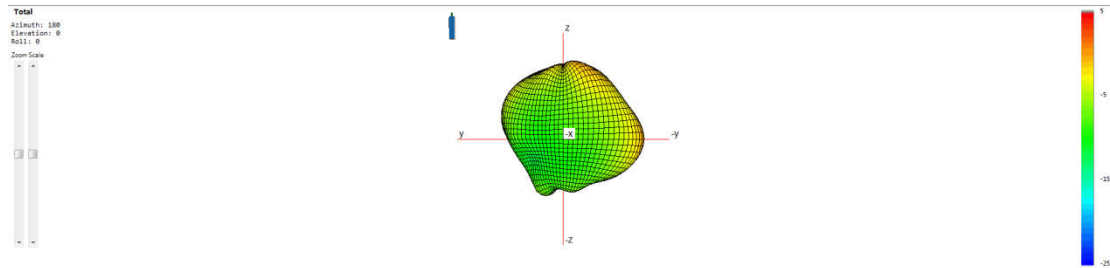 Total
Azimuth: 180
Elevation: 0
Roll: 0
Zoom Scale
z
y
-x
-y
-z
5
-5
-15
-25